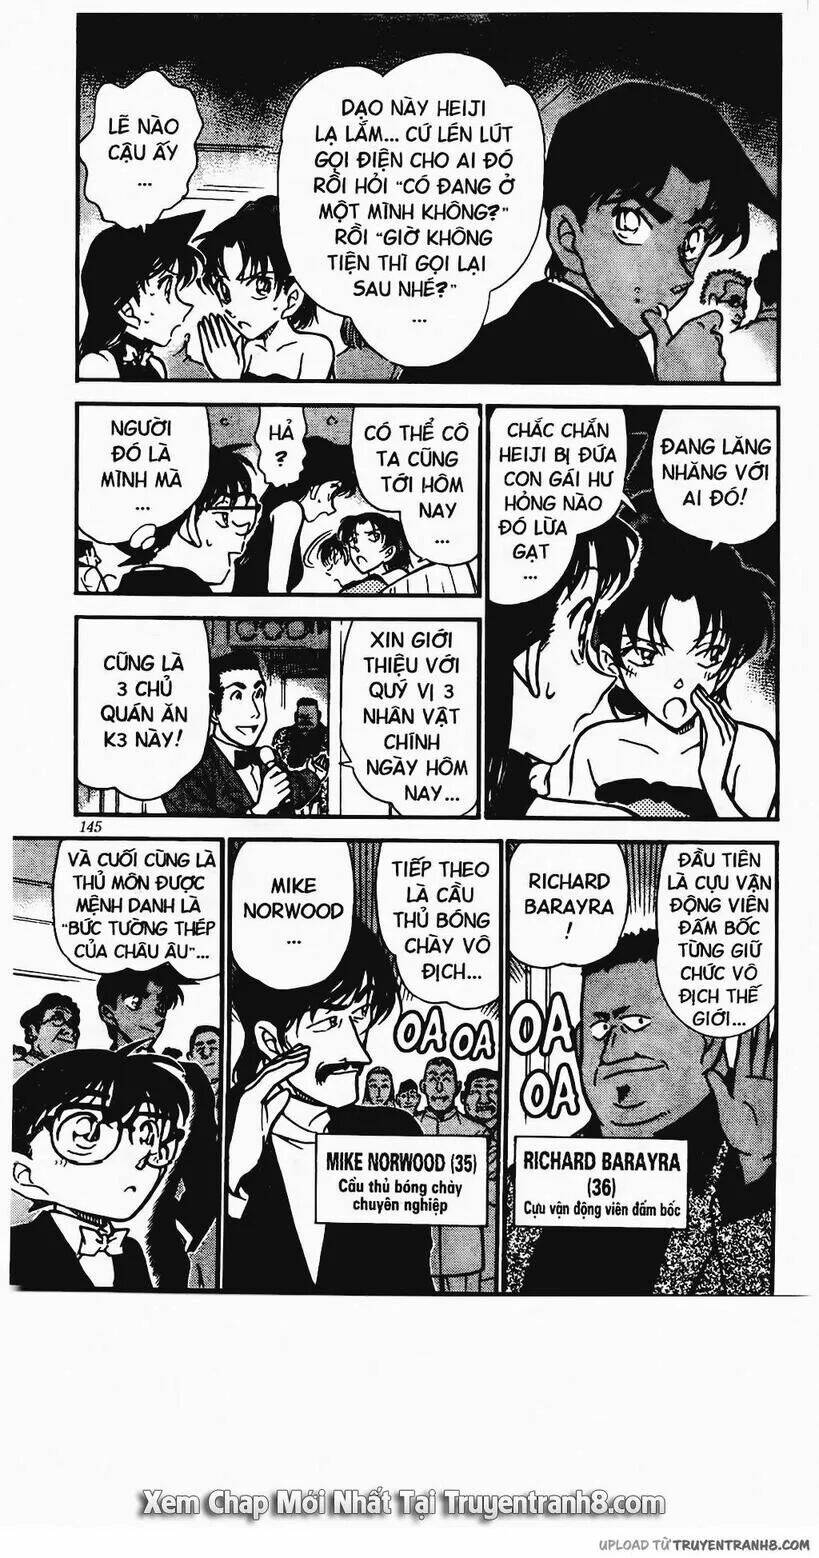 DẠO NÀY HEIJI
LẠ LẮM... CỨ LÉN LÚT
GỌI ĐIỆN CHO AI ĐÓ
RỒI HỎI "CÓ ĐANG Ở
MỘT MÌNH KHÔNG?"
RỒI "GIỜ KHÔNG
TIỆN THÌ GỌI LẠI
SAU NHÉ?"
...
LẼ NÀO
CẬU ẤY
...
ĐANG LĂNG
NHĂNG VỚI
AI ĐÓ!
CHẮC CHẮN
HEIJI BỊ ĐỨA
CON GÁI HƯ
HỎNG NÀO
ĐÓ LỪA
GẠT
...
CÓ THỂ CÔ
TA CŨNG
TỚI HÔM
NAY
...
HẢ
?
NGƯỜI
ĐÓ LÀ
MÌNH MÀ
...
XIN GIỚI
THIỆU VỚI
QUÝ VỊ 3
NHÂN VẬT
CHÍNH
NGÀY HÔM
NAY...
CŨNG LÀ
3 CHỦ
QUÁN ĂN
K3 NÀY!
145
ĐẦU TIÊN
LÀ CỰU VẬN
ĐỘNG VIÊN
ĐẤM BỐC
TỪNG GIỮ
CHỨC VÔ
ĐỊCH THẾ
GIỚI...
RICHARD
BARAYRA
!
OA
OA
RICHARD BARAYRA
(36)
Cựu vận động viên đấm bốc
TIẾP THEO
LÀ CẦU
THỦ BÓNG
CHÀY VÔ
ĐỊCH...
MIKE
NORWOOD
...
OA OA
MIKE NORWOOD (35)
Cầu thủ bóng chày
chuyên nghiệp
VÀ CUỐI CÙNG LÀ
THỦ MÔN ĐƯỢC
MỆNH DANH LÀ
"BỨC TƯỜNG THÉP
CỦA CHÂU ÂU"...
Xem Chap Mới Nhất Tại Truyentranh8.com
UPLOAD TỪ TRUYENTRANH8.COM